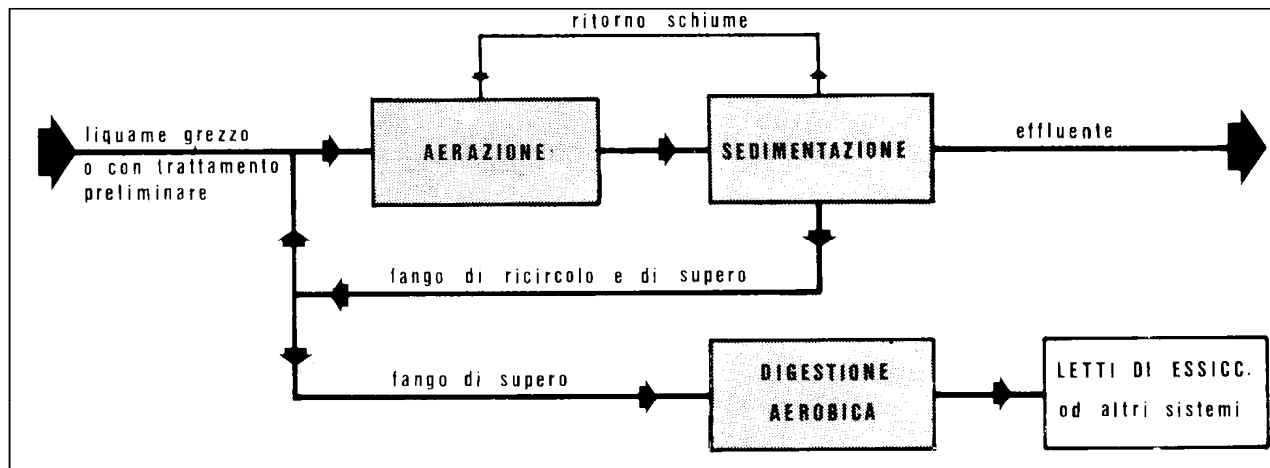 ritorno schiume
liquame grezzo
o con trattamento
preliminare
AERAZIONE
SEDIMENTAZIONE
effluente
fango di ricircolo e di supero
fango di supero
DIGESTIONE
AEROBICA
LETTI DI ESSICC.
od altri sistemi